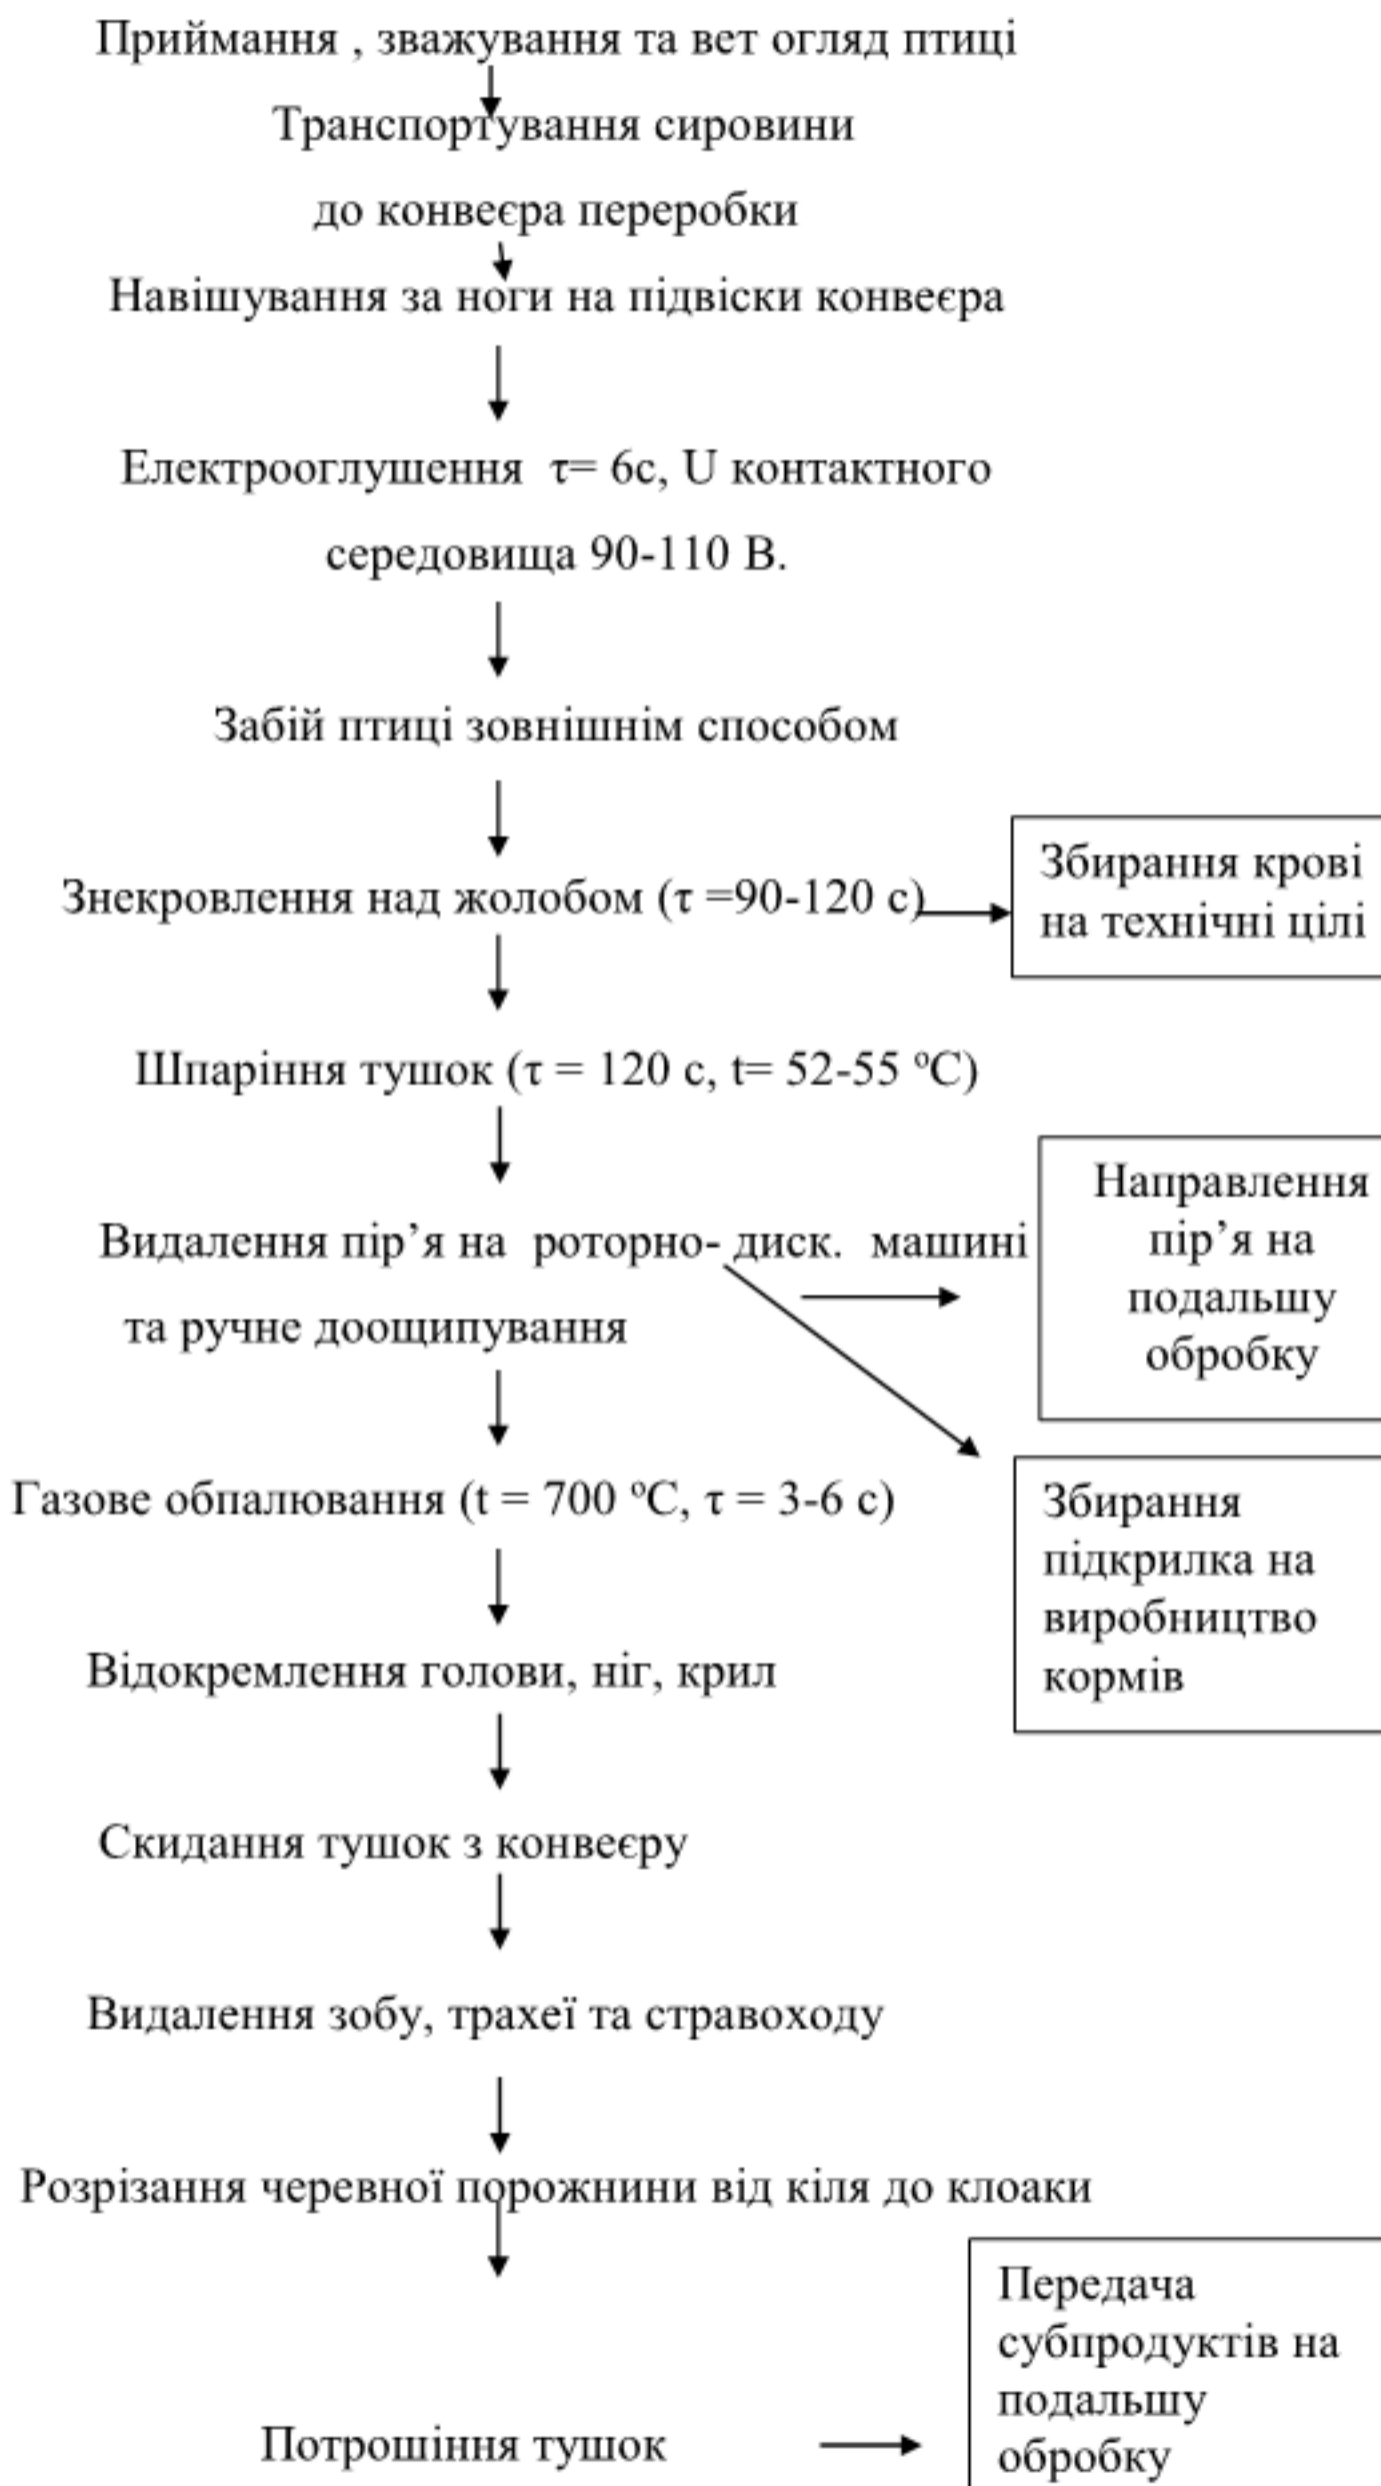 Приймання , зважування та вет огляд птиці
Транспортування сировини
до конвеєра переробки
Навішування за ноги на підвіски конвеєра
Електрооглушення τ= 6с, U контактного
середовища 90-110 В.
Забій птиці зовнішнім способом
Знекровлення над жолобом (τ =90-120 с)
Збирання крові
на технічні цілі
Шпаріння тушок (τ = 120 с, t= 52-55 ºС)
Видалення пір’я на роторно- диск. машині
та ручне доощипування
Направлення
пір’я на
подальшу
обробку
Газове обпалювання (t = 700 ºС, τ = 3-6 с)
Збирання
підкрилка на
виробництво
кормів
Відокремлення голови, ніг, крил
Скидання тушок з конвеєру
Видалення зобу, трахеї та стравоходу
Розрізання черевної порожнини від кіля до клоаки
Потрошіння тушок
Передача
субпродуктів на
подальшу
обробку